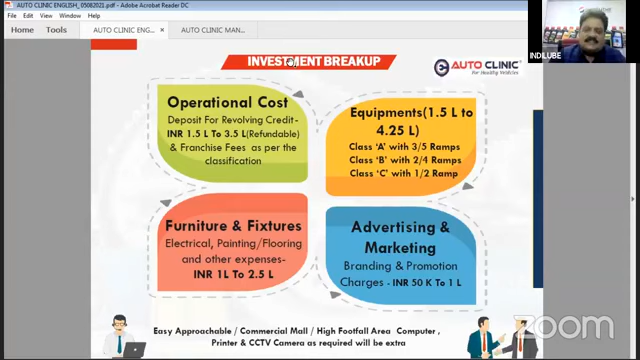 AUTO CLINIC ENGLISH_05082021.pdf - Adobe Acrobat Reader DC
File Edit View Window Help
Home Tools AUTO CLINIC ENG... × AUTO CLINIC MAN...
INVESTMENT BREAKUP
AUTO CLINIC
For Healthy Vehicles
INDILUBE
Operational Cost
Deposit For Revolving Credit-
INR 1.5 L To 3.5 L(Refundable)
& Franchise Fees as per the
classification
Equipments(1.5 L to
4.25 L)
Class 'A' with 3/5 Ramps
Class 'B' with 2/4 Ramps
Class 'C' with 1/2 Ramp
Furniture & Fixtures
Electrical, Painting/Flooring
and other expenses-
INR 1L To 2.5 L
Advertising &
Marketing
Branding & Promotion
Charges - INR 50 K To 1 L
Easy Approachable / Commercial Mall / High Footfall Area Computer,
Printer & CCTV Camera as required will be extra
zoom